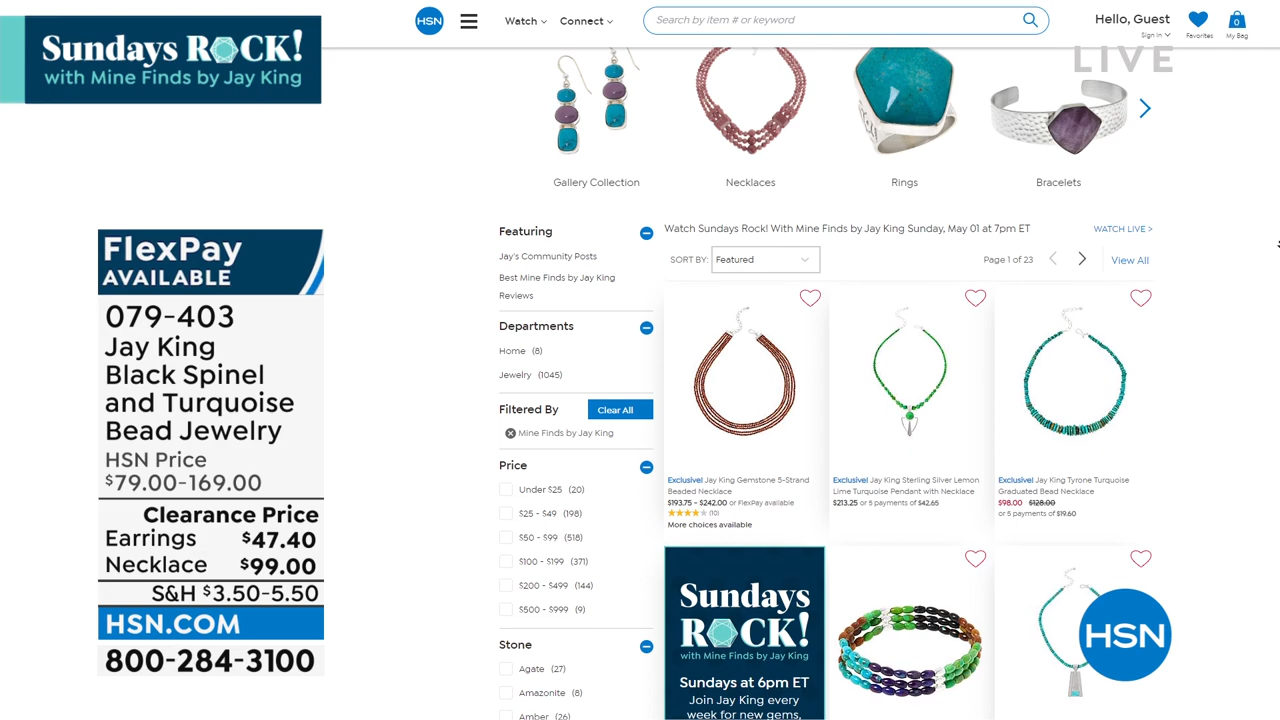 Sundays ROCK!
with Mine Finds by Jay King
HSN
Watch
Connect
Search by item # or keyword
Hello, Guest
Sign in
Favorites
0
My Bag
LIVE
Gallery Collection
Necklaces
Rings
Bracelets
FlexPay
AVAILABLE
079-403
Jay King
Black Spinel
and Turquoise
Bead Jewelry
HSN Price
$79.00-169.00
Clearance Price
Earrings $47.40
Necklace $99.00
S&H $3.50-5.50
HSN.COM
800-284-3100
Featuring
Jay's Community Posts
Best Mine Finds by Jay King
Reviews
Departments
Home (8)
Jewelry (1045)
Filtered By
Clear All
Mine Finds by Jay King
Price
Under $25 (20)
$25 - $49 (198)
$50 - $99 (518)
$100 - $199 (371)
$200 - $499 (144)
$500 - $999 (9)
Stone
Agate (27)
Amazonite (8)
Amber (26)
Watch Sundays Rock! With Mine Finds by Jay King Sunday, May 01 at 7pm ET
WATCH LIVE >
SORT BY: Featured
Page 1 of 23
View All
Exclusive! Jay King Gemstone 5-Strand
Beaded Necklace
$193.75 - $242.00 or FlexPay available
(10)
More choices available
Exclusive! Jay King Sterling Silver Lemon
Lime Turquoise Pendant with Necklace
$213.25 or 5 payments of $42.65
Exclusive! Jay King Tyrone Turquoise
Graduated Bead Necklace
$98.00 $128.00
or 5 payments of $19.60
Sundays
ROCK!
with Mine Finds by Jay King
Sundays at 6pm ET
Join Jay King every
week for new gems,
HSN